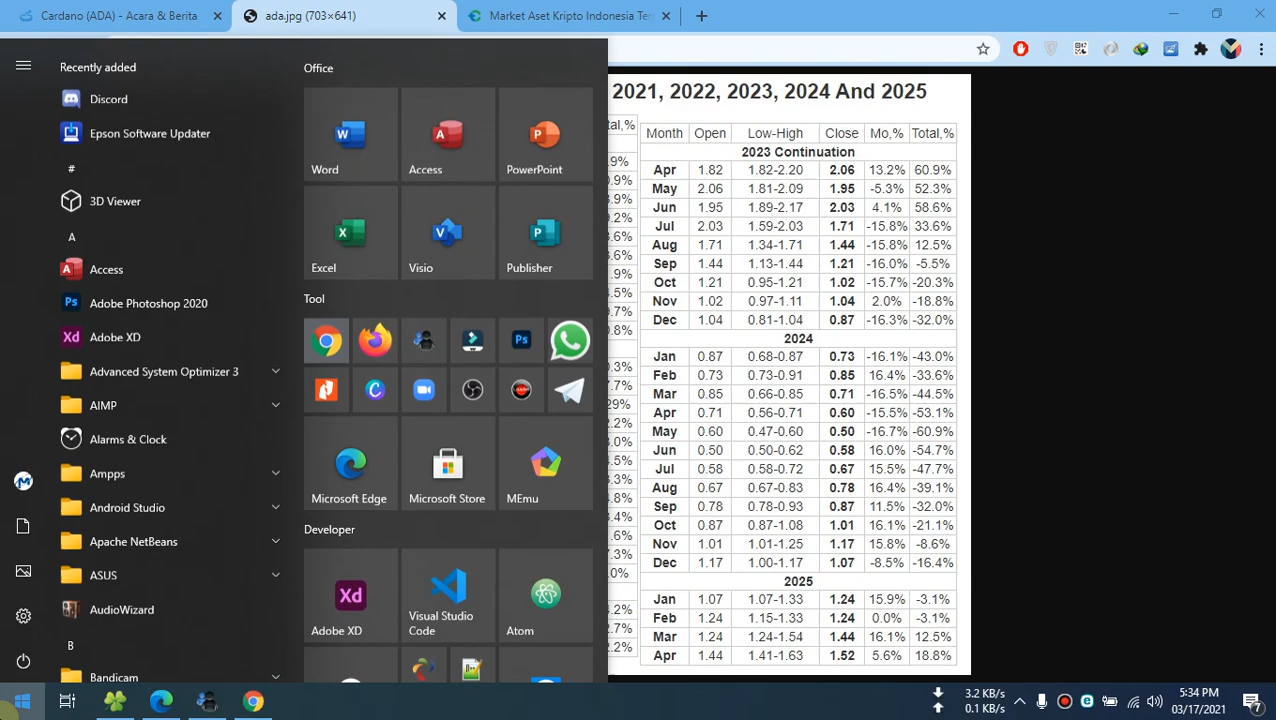 Cardano (ADA) - Acara & Berita
ada.jpg (703×641)
Market Aset Kripto Indonesia Te
Recently added
Discord
Epson Software Updater
#
3D Viewer
A
Access
Adobe Photoshop 2020
Adobe XD
Advanced System Optimizer 3
AIMP
Alarms & Clock
Ampps
Android Studio
Apache NetBeans
ASUS
AudioWizard
B
Bandicam
Office
Word
Access
PowerPoint
Excel
Visio
Publisher
Tool
Microsoft Edge
Microsoft Store
MEmu
Developer
Adobe XD
Visual Studio Code
Atom
2021, 2022, 2023, 2024 And 2025
Month Open Low-High Close Mo,% Total,%
2023 Continuation
Apr 1.82 1.82-2.20 2.06 13.2% 60.9%
May 2.06 1.81-2.09 1.95 -5.3% 52.3%
Jun 1.95 1.89-2.17 2.03 4.1% 58.6%
Jul 2.03 1.59-2.03 1.71 -15.8% 33.6%
Aug 1.71 1.34-1.71 1.44 -15.8% 12.5%
Sep 1.44 1.13-1.44 1.21 -16.0% -5.5%
Oct 1.21 0.95-1.21 1.02 -15.7% -20.3%
Nov 1.02 0.97-1.11 1.04 2.0% -18.8%
Dec 1.04 0.81-1.04 0.87 -16.3% -32.0%
2024
Jan 0.87 0.68-0.87 0.73 -16.1% -43.0%
Feb 0.73 0.73-0.91 0.85 16.4% -33.6%
Mar 0.85 0.66-0.85 0.71 -16.5% -44.5%
Apr 0.71 0.56-0.71 0.60 -15.5% -53.1%
May 0.60 0.47-0.60 0.50 -16.7% -60.9%
Jun 0.50 0.50-0.62 0.58 16.0% -54.7%
Jul 0.58 0.58-0.72 0.67 15.5% -47.7%
Aug 0.67 0.67-0.83 0.78 16.4% -39.1%
Sep 0.78 0.78-0.93 0.87 11.5% -32.0%
Oct 0.87 0.87-1.08 1.01 16.1% -21.1%
Nov 1.01 1.01-1.25 1.17 15.8% -8.6%
Dec 1.17 1.00-1.17 1.07 -8.5% -16.4%
2025
Jan 1.07 1.07-1.33 1.24 15.9% -3.1%
Feb 1.24 1.15-1.33 1.24 0.0% -3.1%
Mar 1.24 1.24-1.54 1.44 16.1% 12.5%
Apr 1.44 1.41-1.63 1.52 5.6% 18.8%
3.2 KB/s
0.1 KB/s
5:34 PM
03/17/2021
7